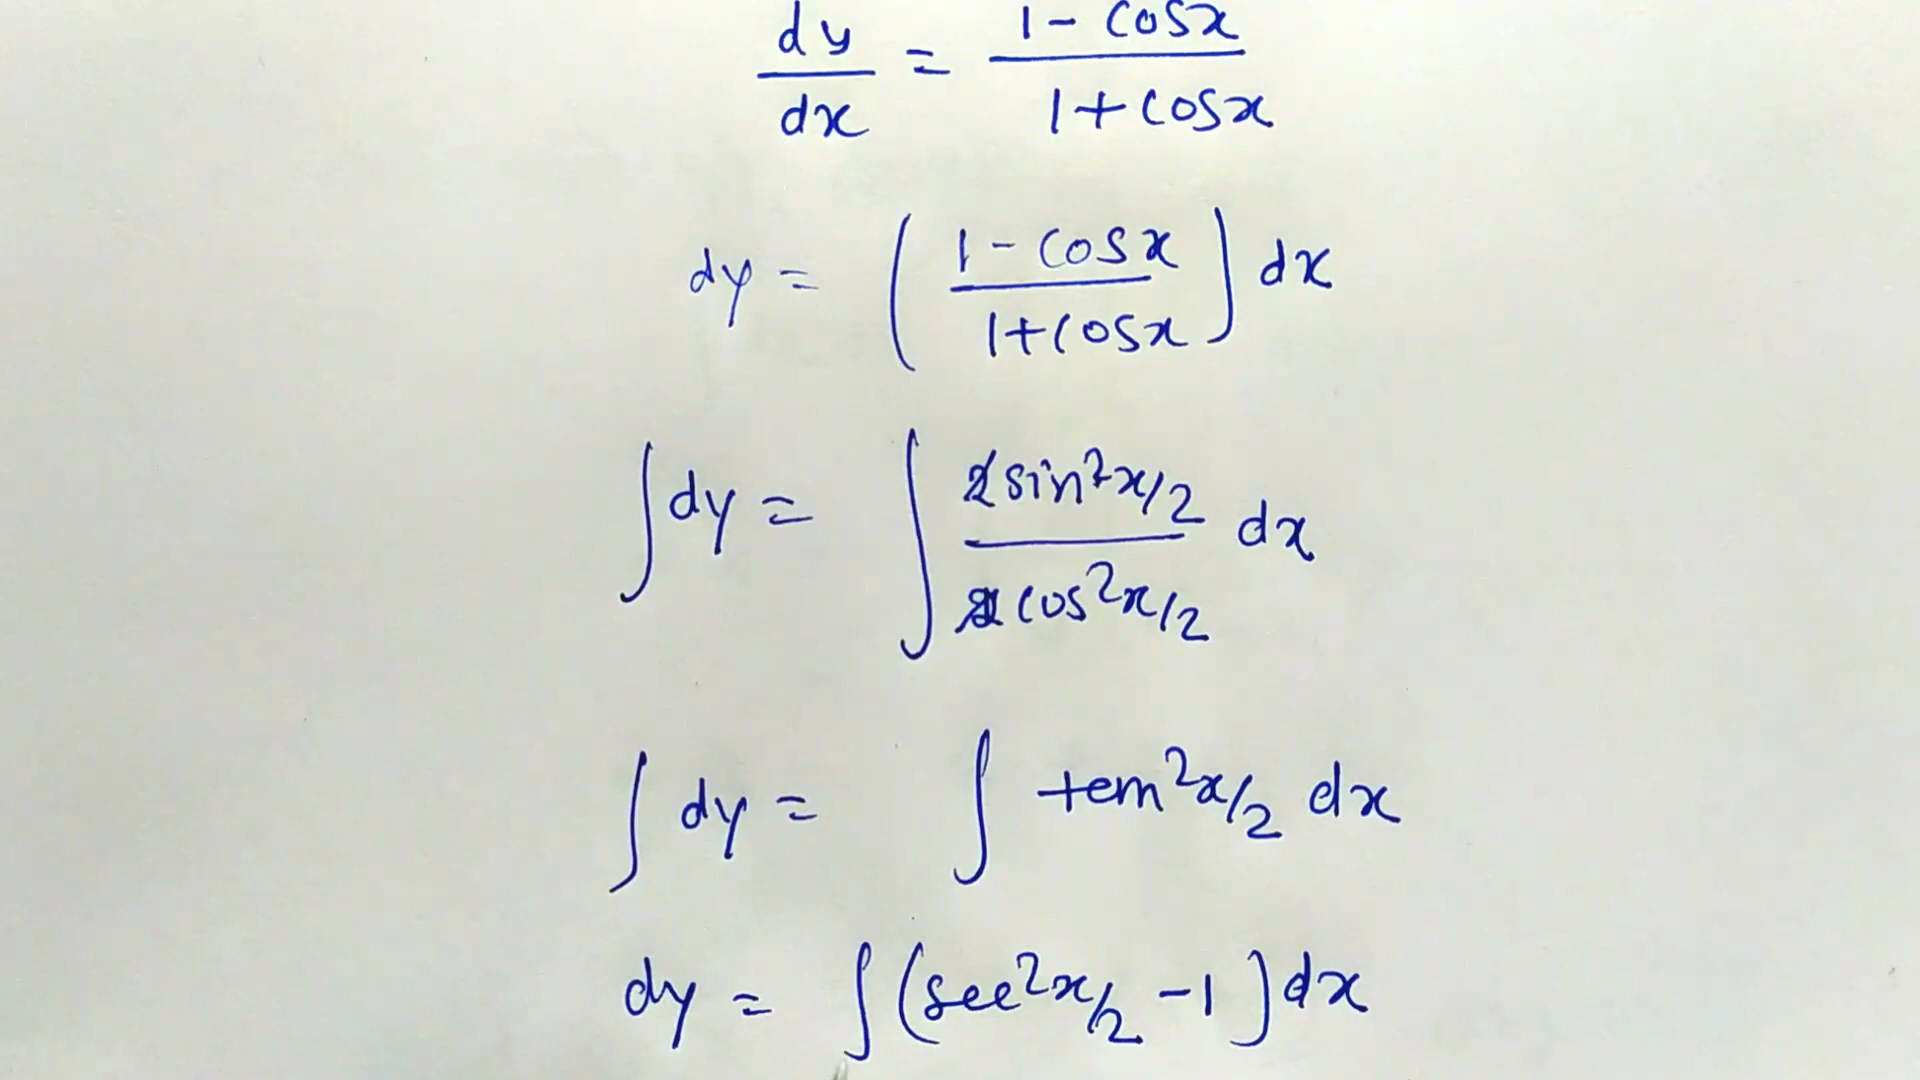 dy/dx = (1 - cosx)/(1 + cosx)
dy = ((1 - cosx)/(1 + cosx)) dx
∫dy = ∫ (2sin²x/2)/(2cos²x/2) dx
∫ dy = ∫ tan²x/2 dx
dy = ∫(sec²x/2 - 1) dx